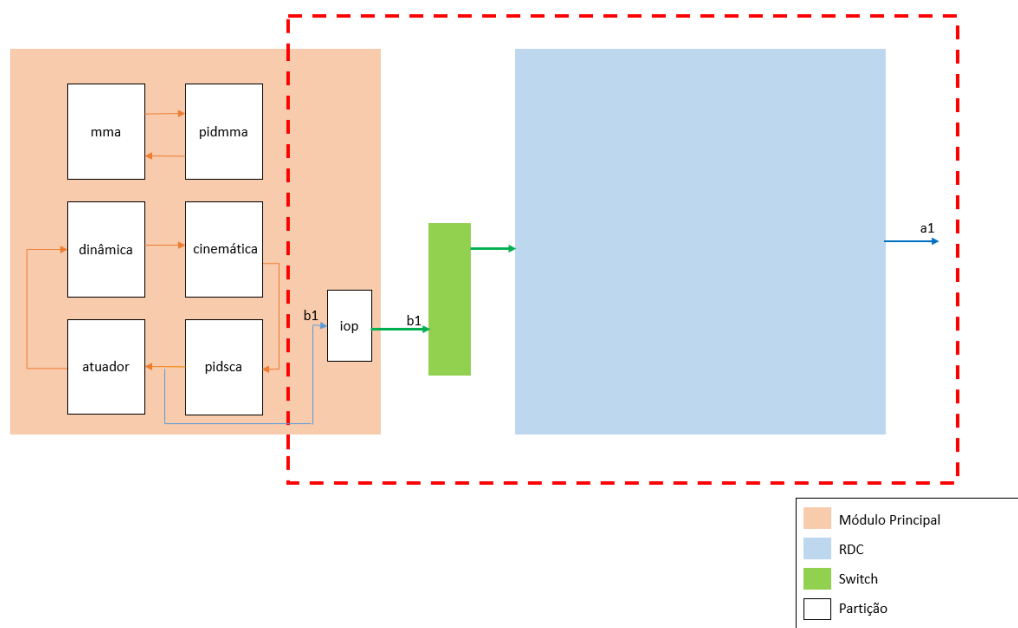 mma
pidmma
dinâmica
cinemática
a1
b1
iop
b1
atuador
pidsca
Módulo Principal
RDC
Switch
Partição